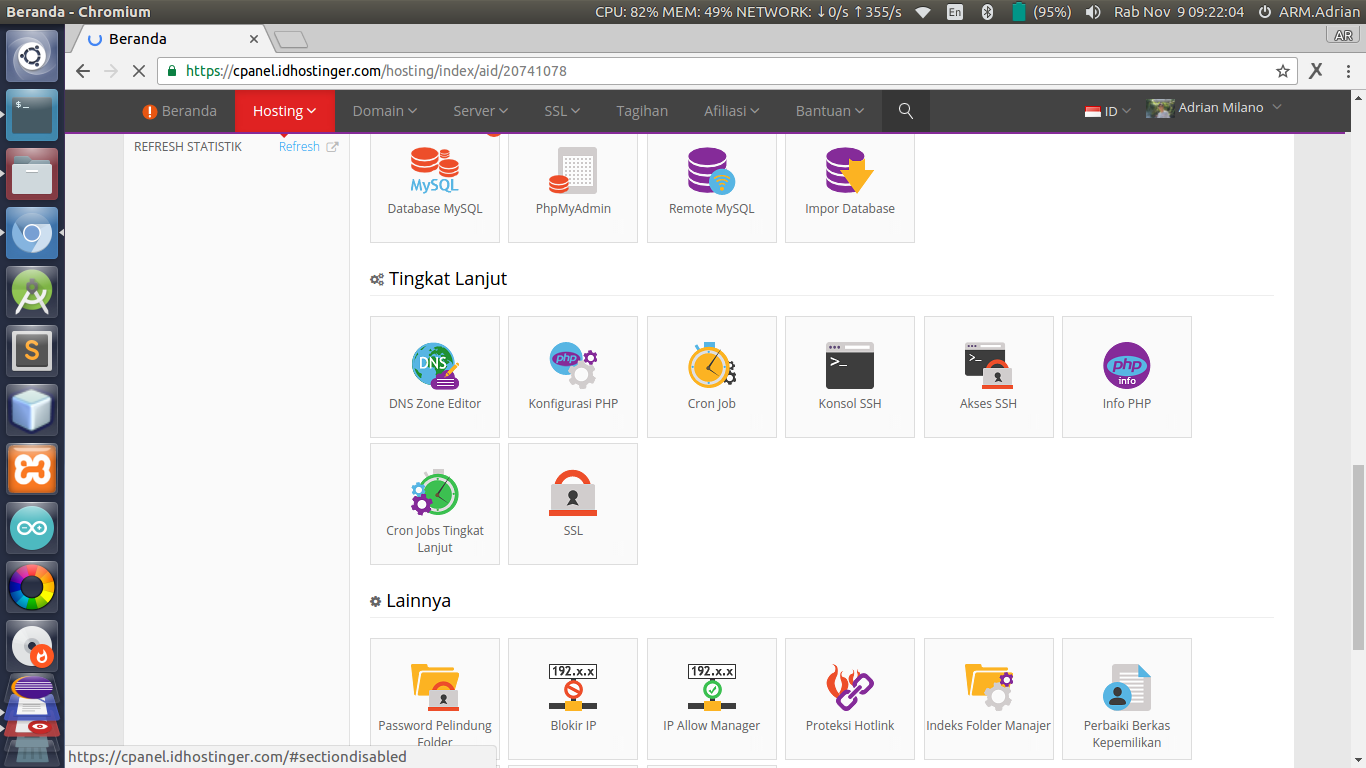 Beranda - Chromium
CPU: 82% MEM: 49% NETWORK: ↓0/s ↑355/s
En
(95%)
Rab Nov 9 09:22:04
ARM.Adrian
Beranda
AR
https://cpanel.idhostinger.com/hosting/index/aid/20741078
Beranda
Hosting
Domain
Server
SSL
Tagihan
Afiliasi
Bantuan
ID
Adrian Milano
REFRESH STATISTIK
Refresh
MySQL
Database MySQL
PhpMyAdmin
Remote MySQL
Impor Database
Tingkat Lanjut
DNS
DNS Zone Editor
php
Konfigurasi PHP
Cron Job
>_
Konsol SSH
>_
Akses SSH
php
info
Info PHP
Cron Jobs Tingkat
Lanjut
SSL
Lainnya
Password Pelindung
Folder
192.x.x
Blokir IP
192.x.x
IP Allow Manager
Proteksi Hotlink
Indeks Folder Manajer
Perbaiki Berkas
Kepemilikan
https://cpanel.idhostinger.com/#sectiondisabled
$_
S